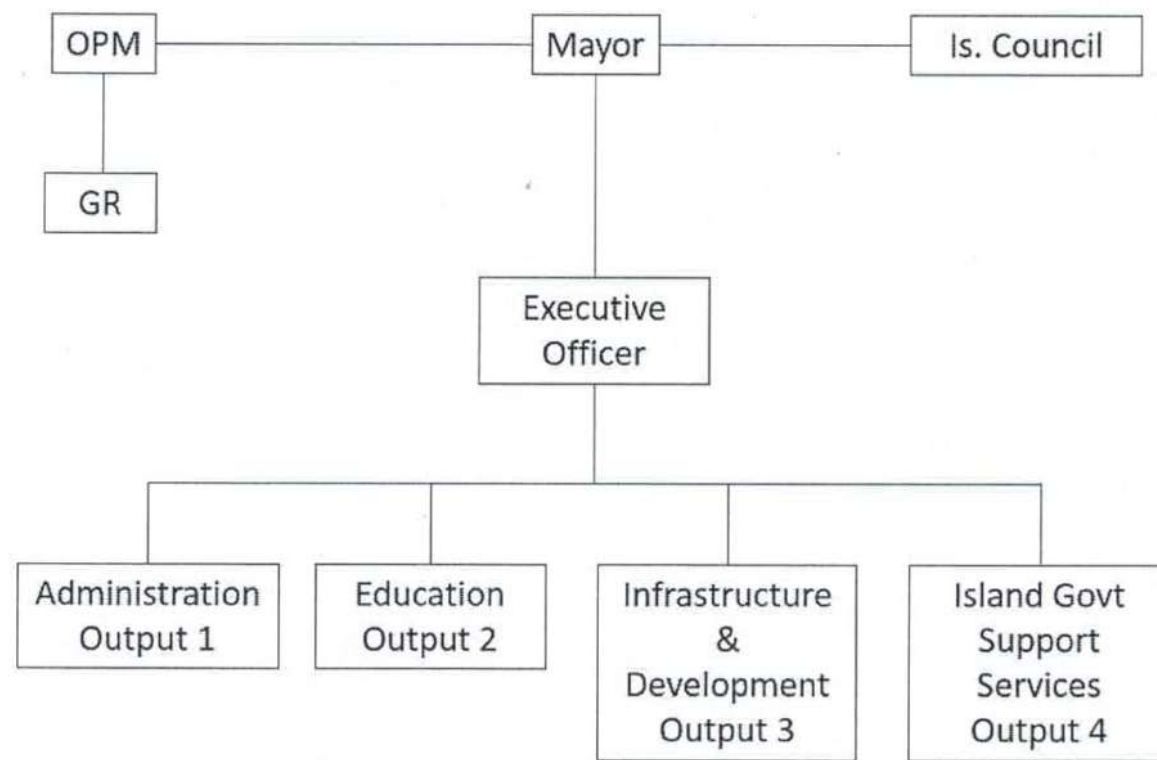 OPM
Mayor
Is. Council
GR
Executive
Officer
Administration
Output 1
Education
Output 2
Infrastructure
&
Development
Output 3
Island Govt
Support
Services
Output 4